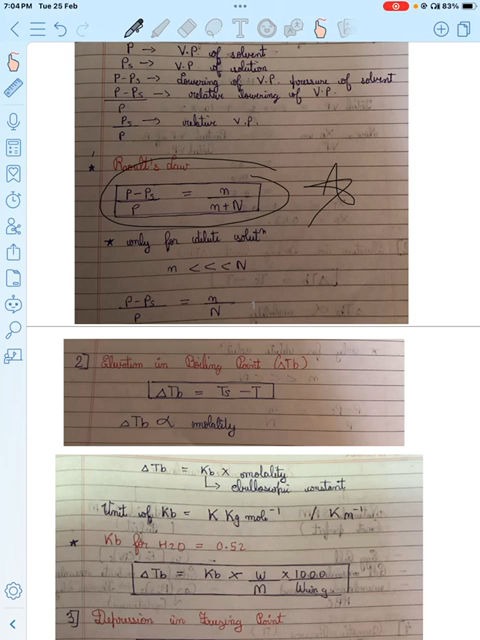 7:04 PM Tue 25 Feb
83%
P → V.P. of solvent
Ps → V.P. of solution
P-Ps → Lowering of V.P. pressure of solvent
P-Ps/P → relative lowering of V.P.
Ps/P → relative V.P.
* Raoult's Law
P-Ps/P = n/n+N
* only for dilute solutⁿ
n <<< N
P-Ps/P = n/N
2] Elevation in Boiling Point (ΔTb)
ΔTb = Ts - T
ΔTb ∝ molality
ΔTb = Kb × molality
↳ ebullioscopic constant
Unit of Kb = K Kg mole⁻¹ / K m⁻¹
* Kb for H2O = 0.52
ΔTb = Kb × w/M × 1000/W in g
3] Depression in Freezing Point